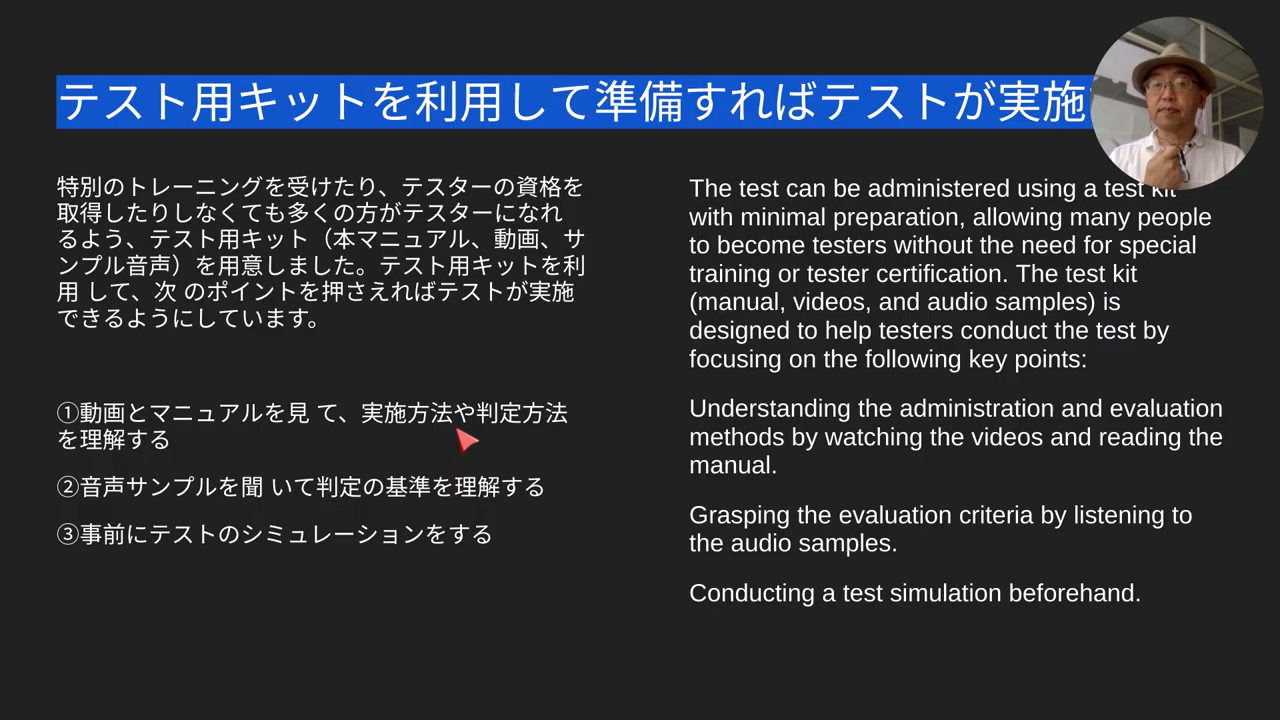 テスト用キットを利用して準備すればテストが実施
特別のトレーニングを受けたり、テスターの資格を
取得したりしなくても多くの方がテスターになれ
るよう、テスト用キット（本マニュアル、動画、サ
ンプル音声）を用意しました。テスト用キットを利
用 して、次 のポイントを押さえればテストが実施
できるようにしています。
①動画とマニュアルを見 て、実施方法や判定方法
を理解する
②音声サンプルを聞 いて判定の基準を理解する
③事前にテストのシミュレーションをする
The test can be administered using a test kit
with minimal preparation, allowing many people
to become testers without the need for special
training or tester certification. The test kit
(manual, videos, and audio samples) is
designed to help testers conduct the test by
focusing on the following key points:
Understanding the administration and evaluation
methods by watching the videos and reading the
manual.
Grasping the evaluation criteria by listening to
the audio samples.
Conducting a test simulation beforehand.